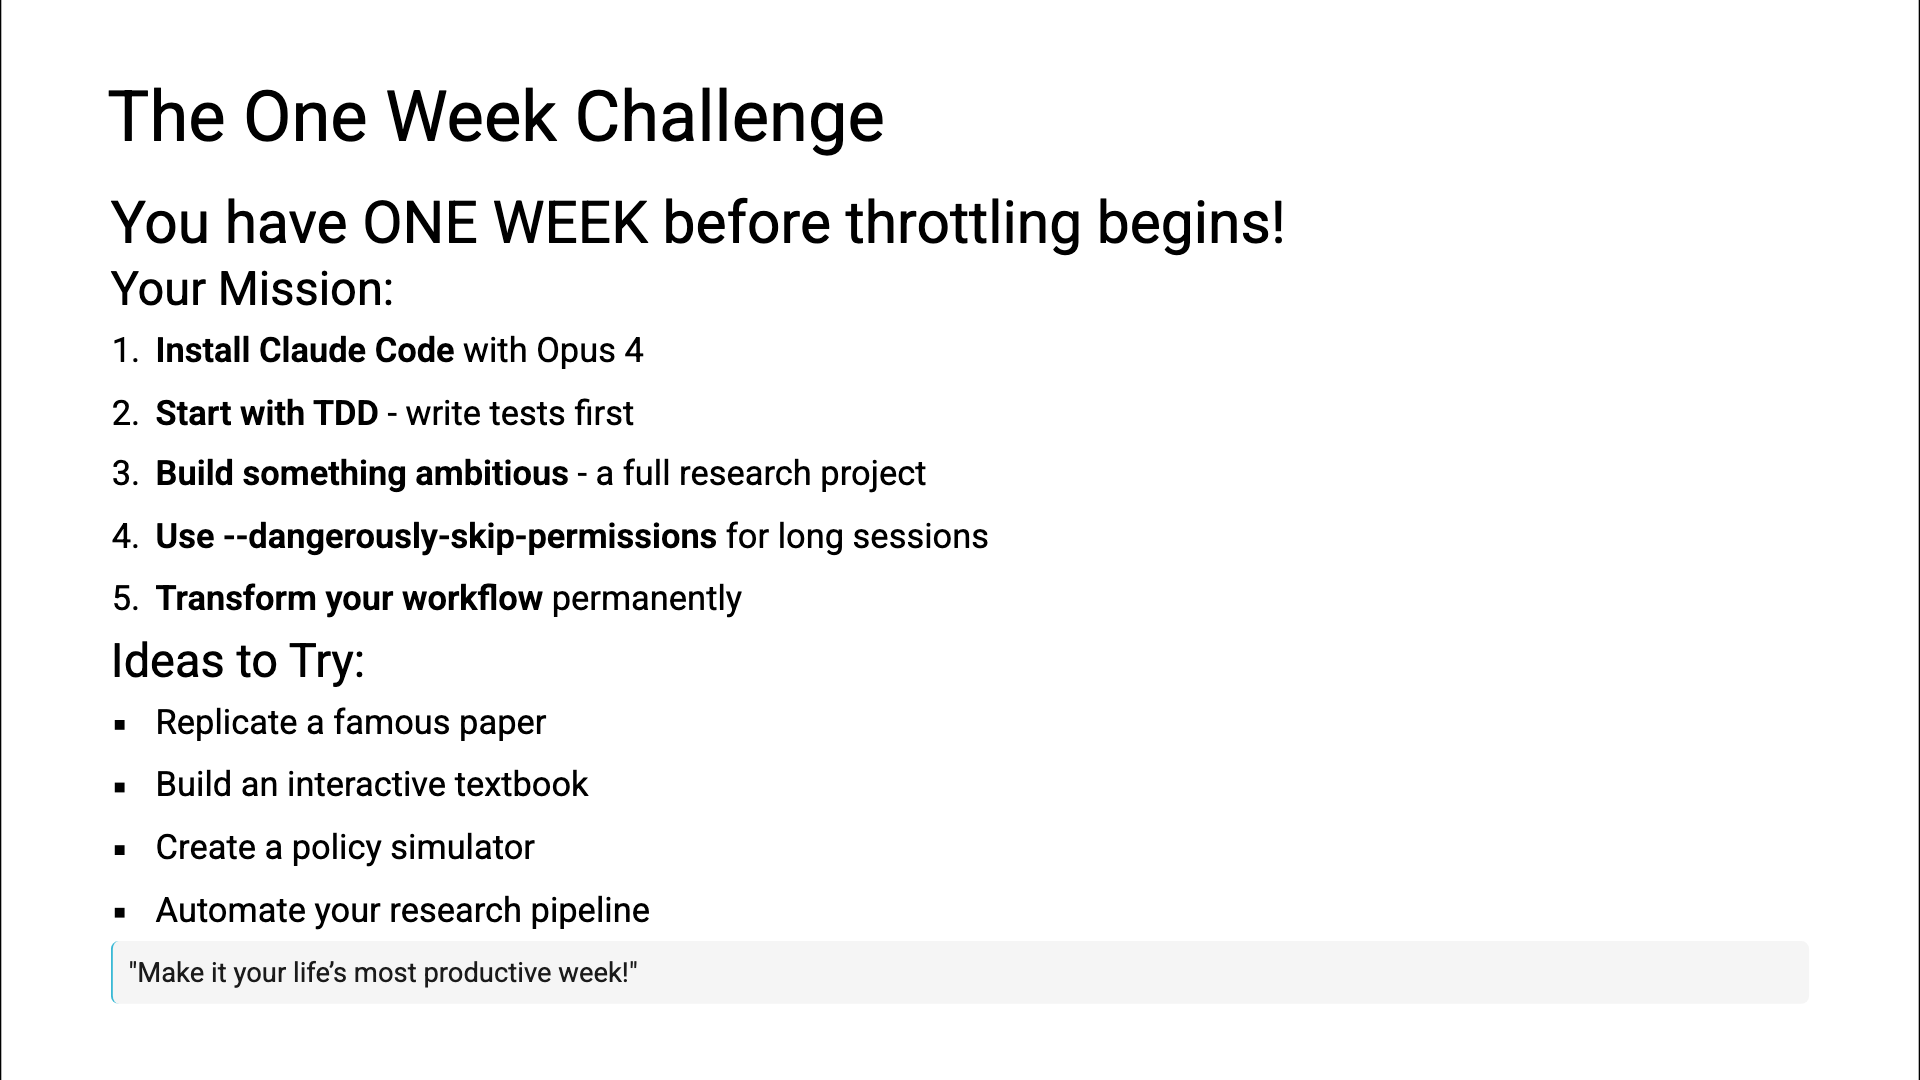 The One Week Challenge
You have ONE WEEK before throttling begins!
Your Mission:
1. Install Claude Code with Opus 4
2. Start with TDD - write tests first
3. Build something ambitious - a full research project
4. Use --dangerously-skip-permissions for long sessions
5. Transform your workflow permanently
Ideas to Try:
▪ Replicate a famous paper
▪ Build an interactive textbook
▪ Create a policy simulator
▪ Automate your research pipeline
"Make it your life’s most productive week!"